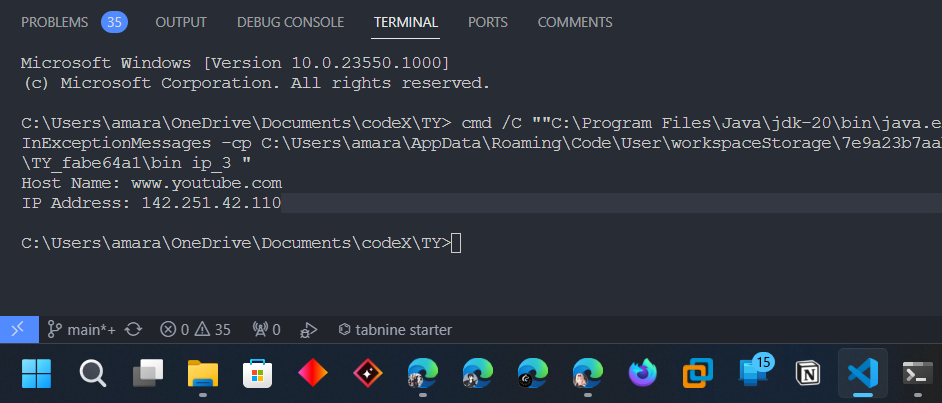 PROBLEMS 35 OUTPUT DEBUG CONSOLE TERMINAL PORTS COMMENTS
Microsoft Windows [Version 10.0.23550.1000]
(c) Microsoft Corporation. All rights reserved.
C:\Users\amara\OneDrive\Documents\codeX\TY> cmd /C ""C:\Program Files\Java\jdk-20\bin\java.e
InExceptionMessages -cp C:\Users\amara\AppData\Roaming\Code\User\workspaceStorage\7e9a23b7aa
\TY_fabe64a1\bin ip_3 "
Host Name: www.youtube.com
IP Address: 142.251.42.110
C:\Users\amara\OneDrive\Documents\codeX\TY>
main*+ 0 35 0 tabnine starter
15